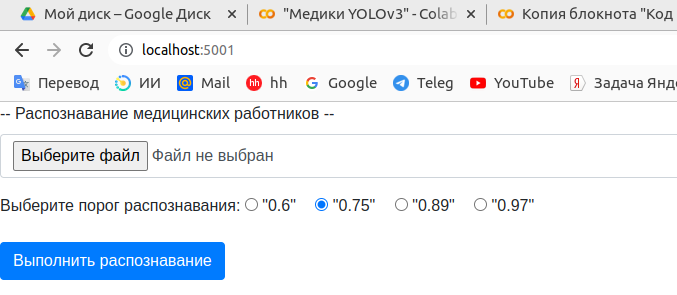 Мой диск – Google Диск × "Медики YOLOv3" - Colab × Копия блокнота "Код
localhost:5001
Перевод ИИ Mail hh hh Google Teleg YouTube Я Задача Янд
-- Распознавание медицинских работников --
Выберите файл Файл не выбран
Выберите порог распознавания: "0.6" "0.75" "0.89" "0.97"
Выполнить распознавание